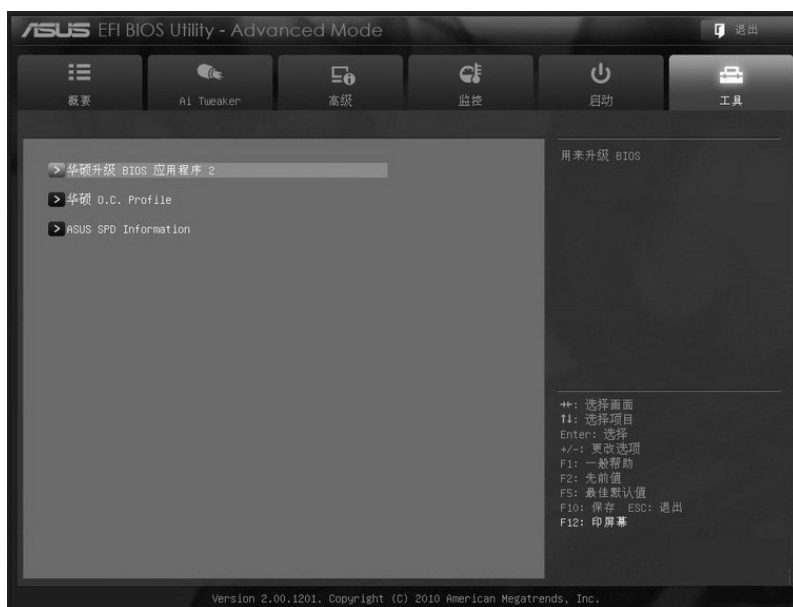 ASUS EFI BIOS Utility - Advanced Mode
退出
概要
Ai Tweaker
高级
监控
启动
工具
华硕升级 BIOS 应用程序 2
华硕 O.C. Profile
ASUS SPD Information
用来升级 BIOS
→←: 选择画面
↑↓: 选择项目
Enter: 选择
+/-: 更改选项
F1: 一般帮助
F2: 先前值
F5: 最佳默认值
F10: 保存 ESC: 退出
F12: 印屏幕
Version 2.00.1201. Copyright (C) 2010 American Megatrends, Inc.